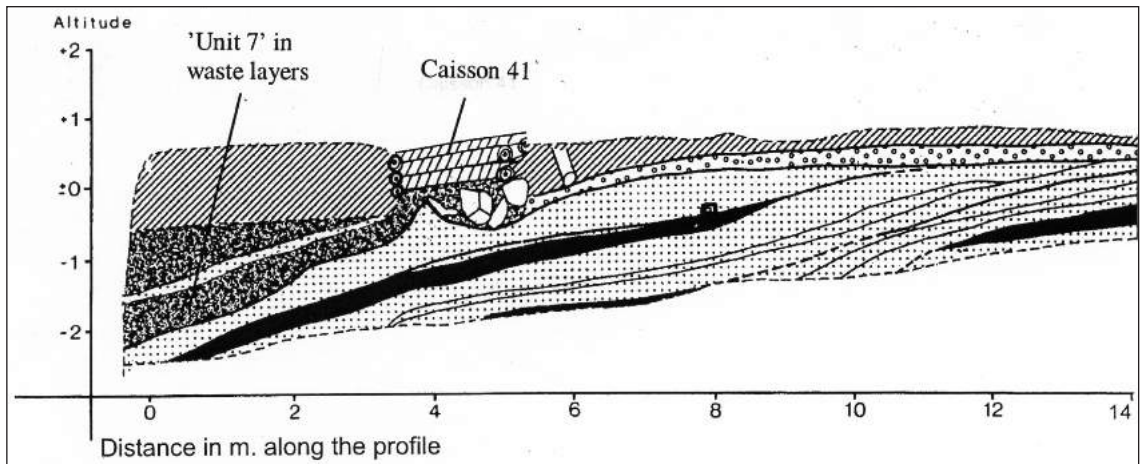 Altitude
+2
'Unit 7' in
waste layers
Caisson 41
+1
±0
-1
-2
0 2 4 6 8 10 12 14
Distance in m. along the profile